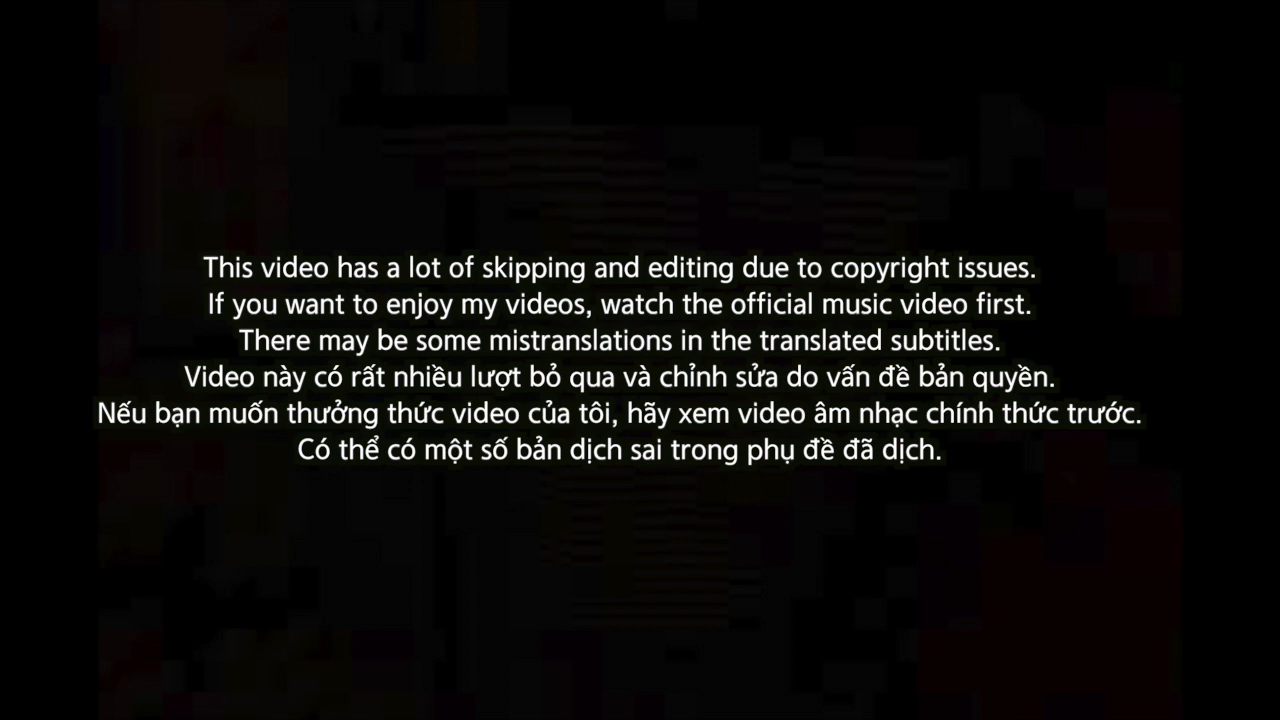 This video has a lot of skipping and editing due to copyright issues.
If you want to enjoy my videos, watch the official music video first.
There may be some mistranslations in the translated subtitles.
Video này có rất nhiều lượt bỏ qua và chỉnh sửa do vấn đề bản quyền.
Nếu bạn muốn thưởng thức video của tôi, hãy xem video âm nhạc chính thức trước.
Có thể có một số bản dịch sai trong phụ đề đã dịch.